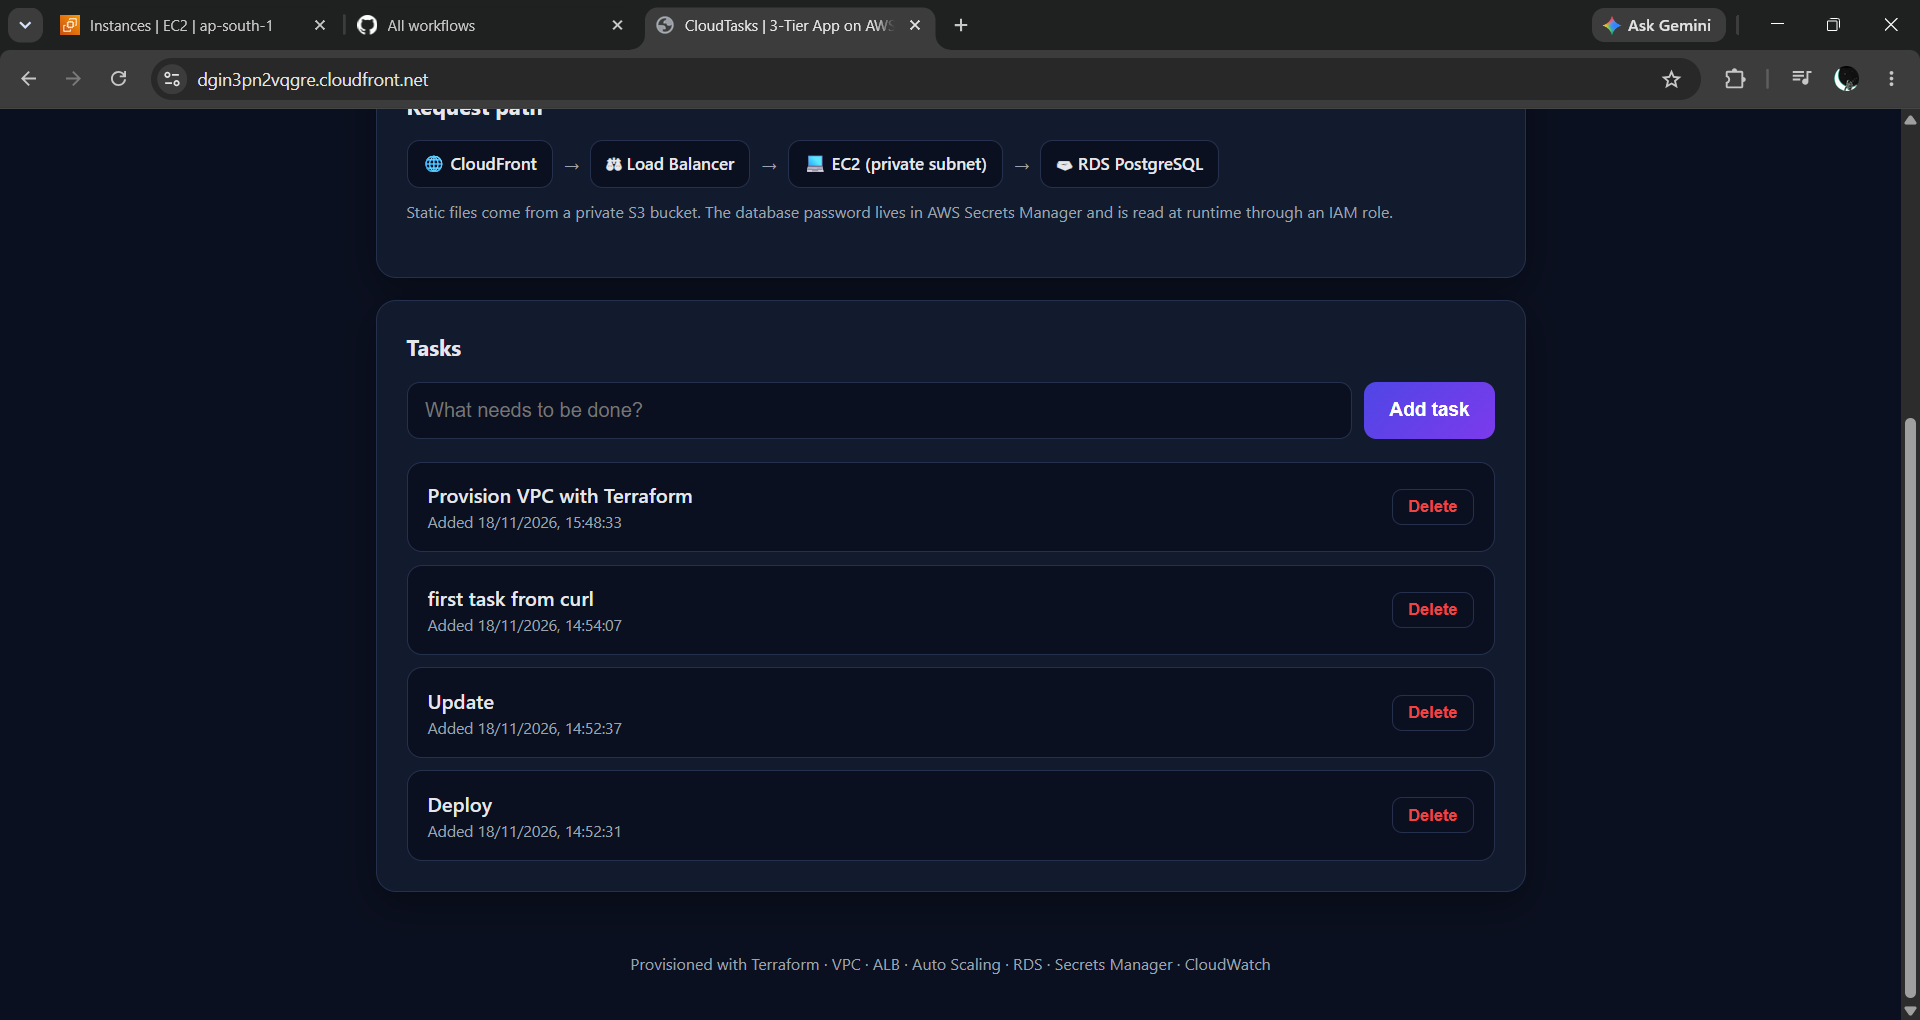 Instances | EC2 | ap-south-1
All workflows
CloudTasks | 3-Tier App on AWS
Ask Gemini
dgin3pn2vqgre.cloudfront.net
Request path
CloudFront → Load Balancer → EC2 (private subnet) → RDS PostgreSQL
Static files come from a private S3 bucket. The database password lives in AWS Secrets Manager and is read at runtime through an IAM role.
Tasks
What needs to be done?
Add task
Provision VPC with Terraform
Added 18/11/2026, 15:48:33
Delete
first task from curl
Added 18/11/2026, 14:54:07
Delete
Update
Added 18/11/2026, 14:52:37
Delete
Deploy
Added 18/11/2026, 14:52:31
Delete
Provisioned with Terraform · VPC · ALB · Auto Scaling · RDS · Secrets Manager · CloudWatch